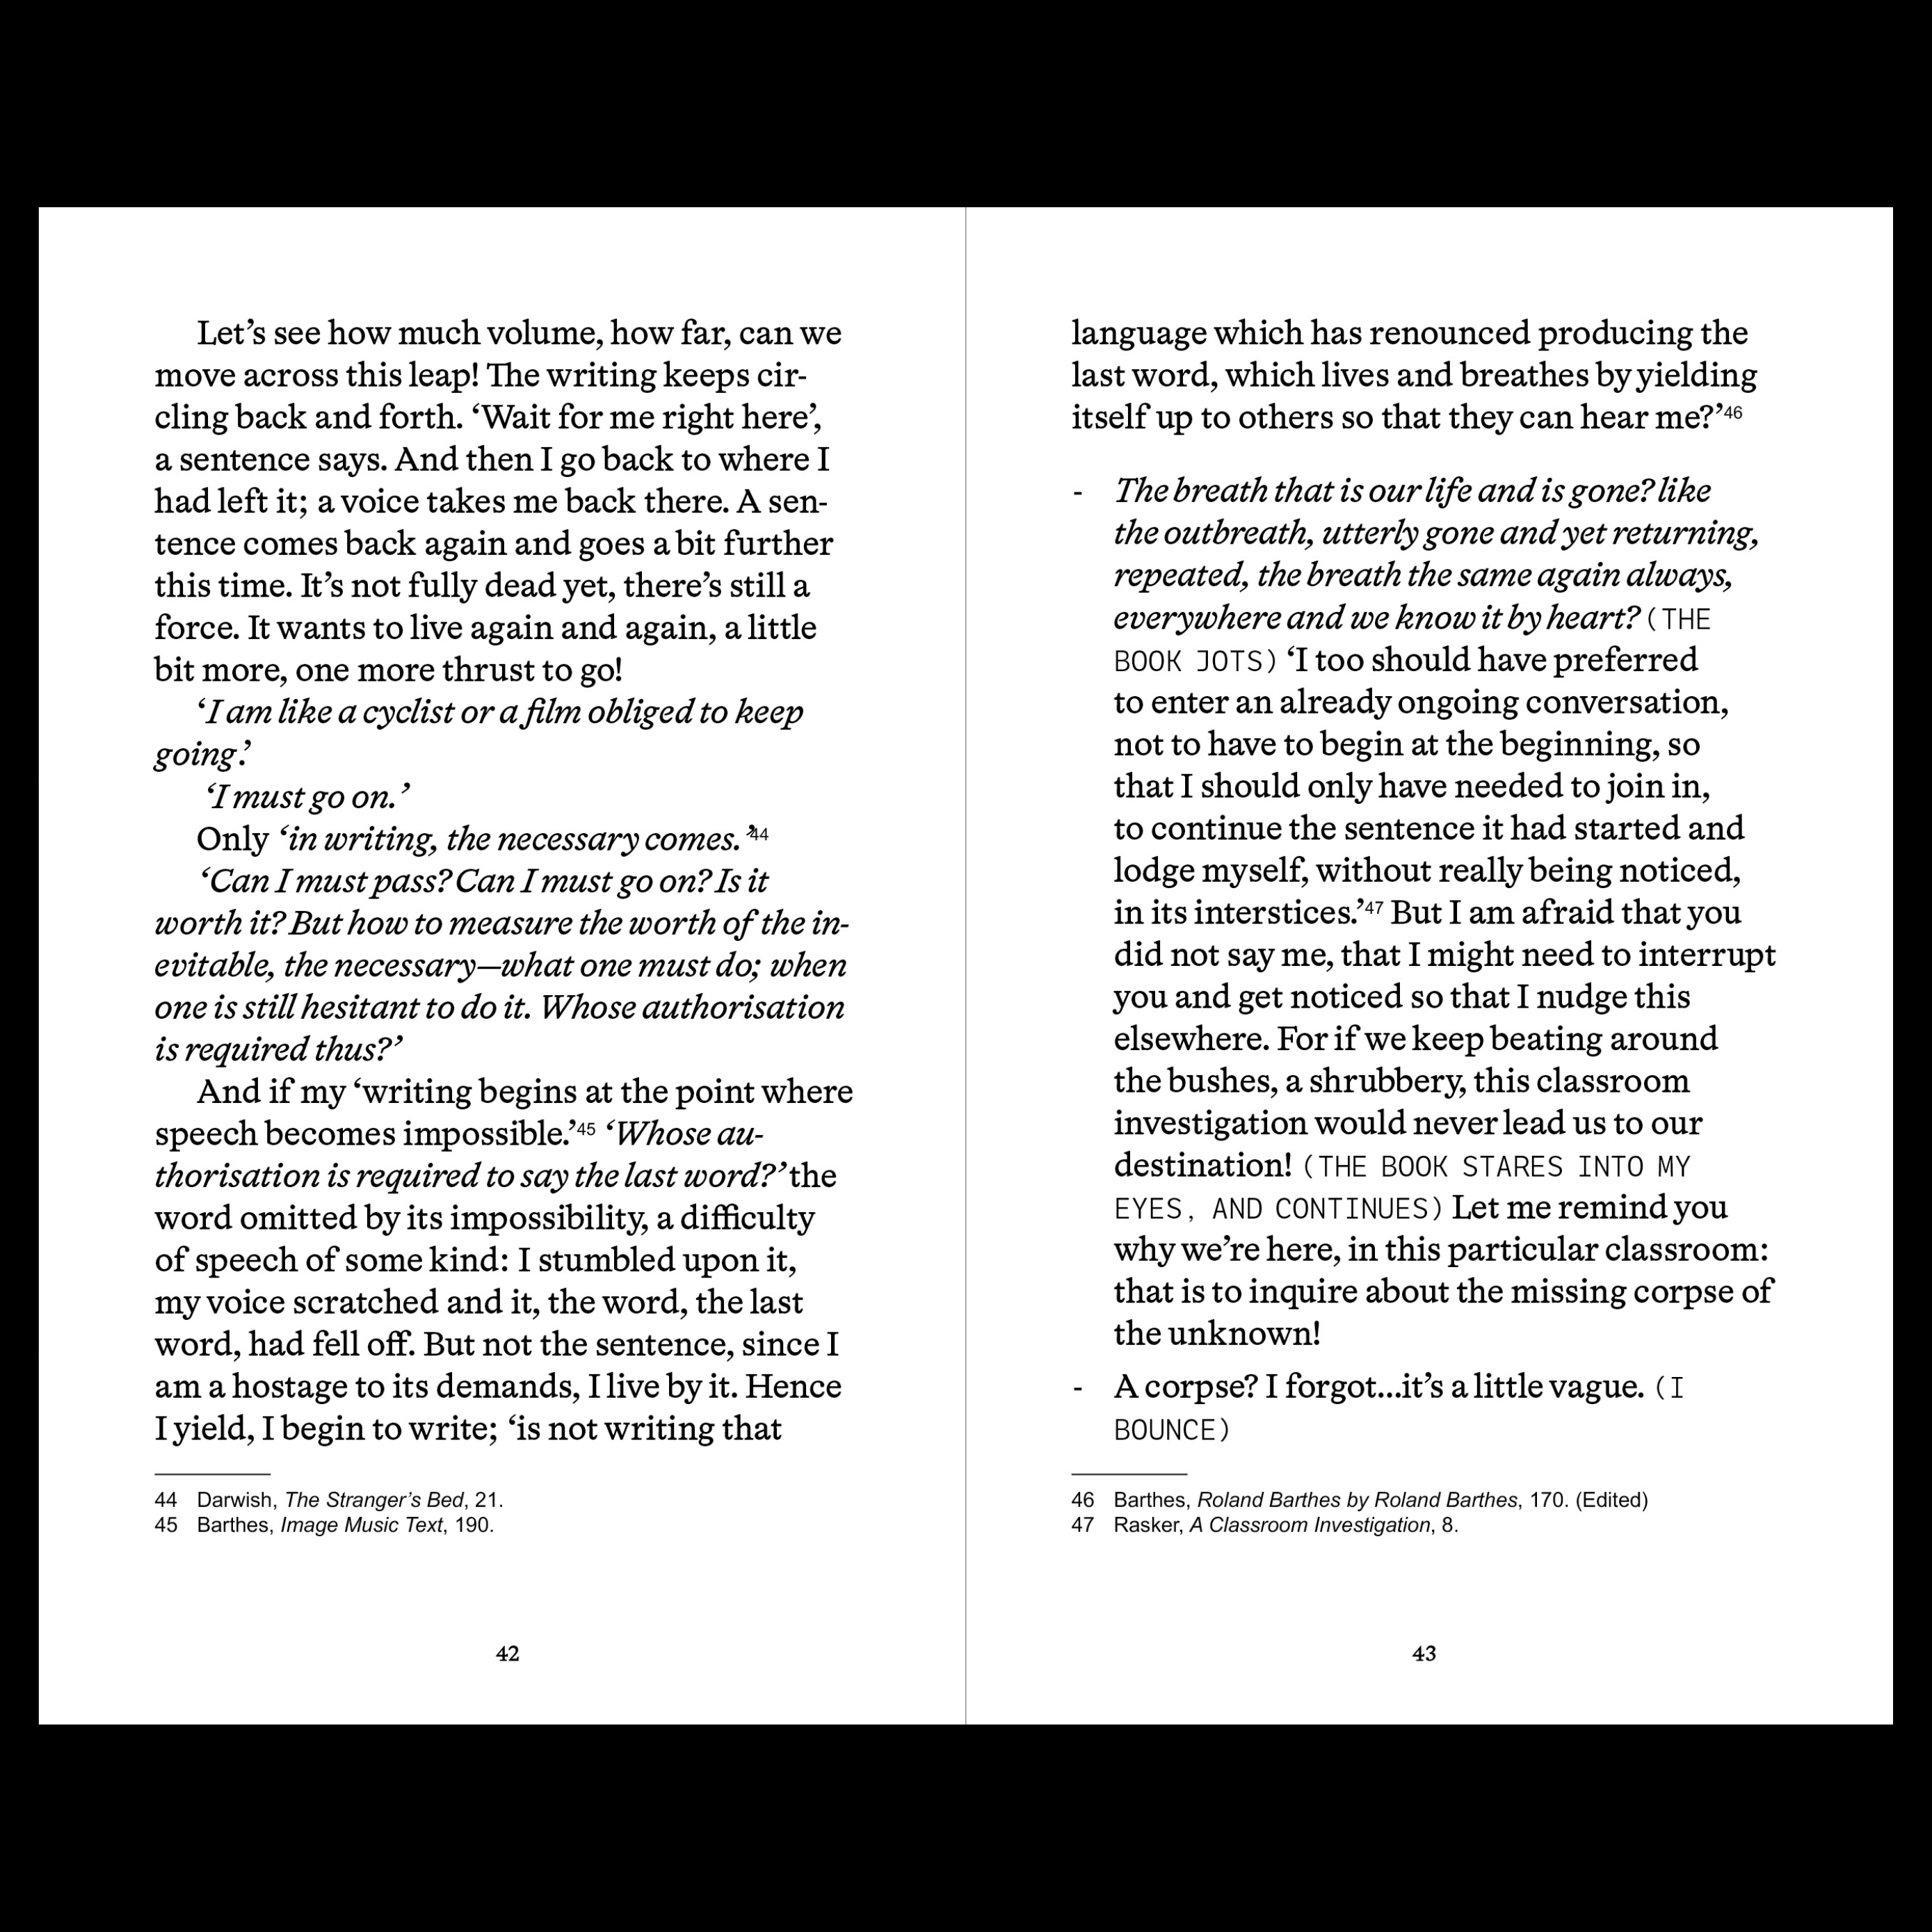 Let’s see how much volume, how far, can we
move across this leap! The writing keeps cir-
cling back and forth. ‘Wait for me right here’,
a sentence says. And then I go back to where I
had left it; a voice takes me back there. A sen-
tence comes back again and goes a bit further
this time. It’s not fully dead yet, there’s still a
force. It wants to live again and again, a little
bit more, one more thrust to go!
‘I am like a cyclist or a film obliged to keep
going.’
‘I must go on.’
Only ‘in writing, the necessary comes.’44
‘Can I must pass? Can I must go on? Is it
worth it? But how to measure the worth of the in-
evitable, the necessary—what one must do; when
one is still hesitant to do it. Whose authorisation
is required thus?’
And if my ‘writing begins at the point where
speech becomes impossible.’45 ‘Whose au-
thorisation is required to say the last word?’ the
word omitted by its impossibility, a difficulty
of speech of some kind: I stumbled upon it,
my voice scratched and it, the word, the last
word, had fell off. But not the sentence, since I
am a hostage to its demands, I live by it. Hence
I yield, I begin to write; ‘is not writing that
44 Darwish, The Stranger’s Bed, 21.
45 Barthes, Image Music Text, 190.
42
language which has renounced producing the
last word, which lives and breathes by yielding
itself up to others so that they can hear me?’46
- The breath that is our life and is gone? like
the outbreath, utterly gone and yet returning,
repeated, the breath the same again always,
everywhere and we know it by heart? (THE
BOOK JOTS) ‘I too should have preferred
to enter an already ongoing conversation,
not to have to begin at the beginning, so
that I should only have needed to join in,
to continue the sentence it had started and
lodge myself, without really being noticed,
in its interstices.’47 But I am afraid that you
did not say me, that I might need to interrupt
you and get noticed so that I nudge this
elsewhere. For if we keep beating around
the bushes, a shrubbery, this classroom
investigation would never lead us to our
destination! (THE BOOK STARES INTO MY
EYES, AND CONTINUES) Let me remind you
why we’re here, in this particular classroom:
that is to inquire about the missing corpse of
the unknown!
- A corpse? I forgot...it’s a little vague. (I
BOUNCE)
46 Barthes, Roland Barthes by Roland Barthes, 170. (Edited)
47 Rasker, A Classroom Investigation, 8.
43